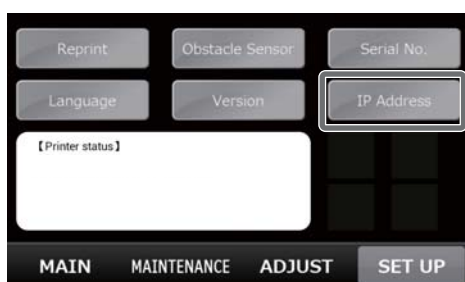 Reprint Obstacle Sensor Serial No.
Language Version IP Address
【Printer status】
MAIN MAINTENANCE ADJUST SET UP